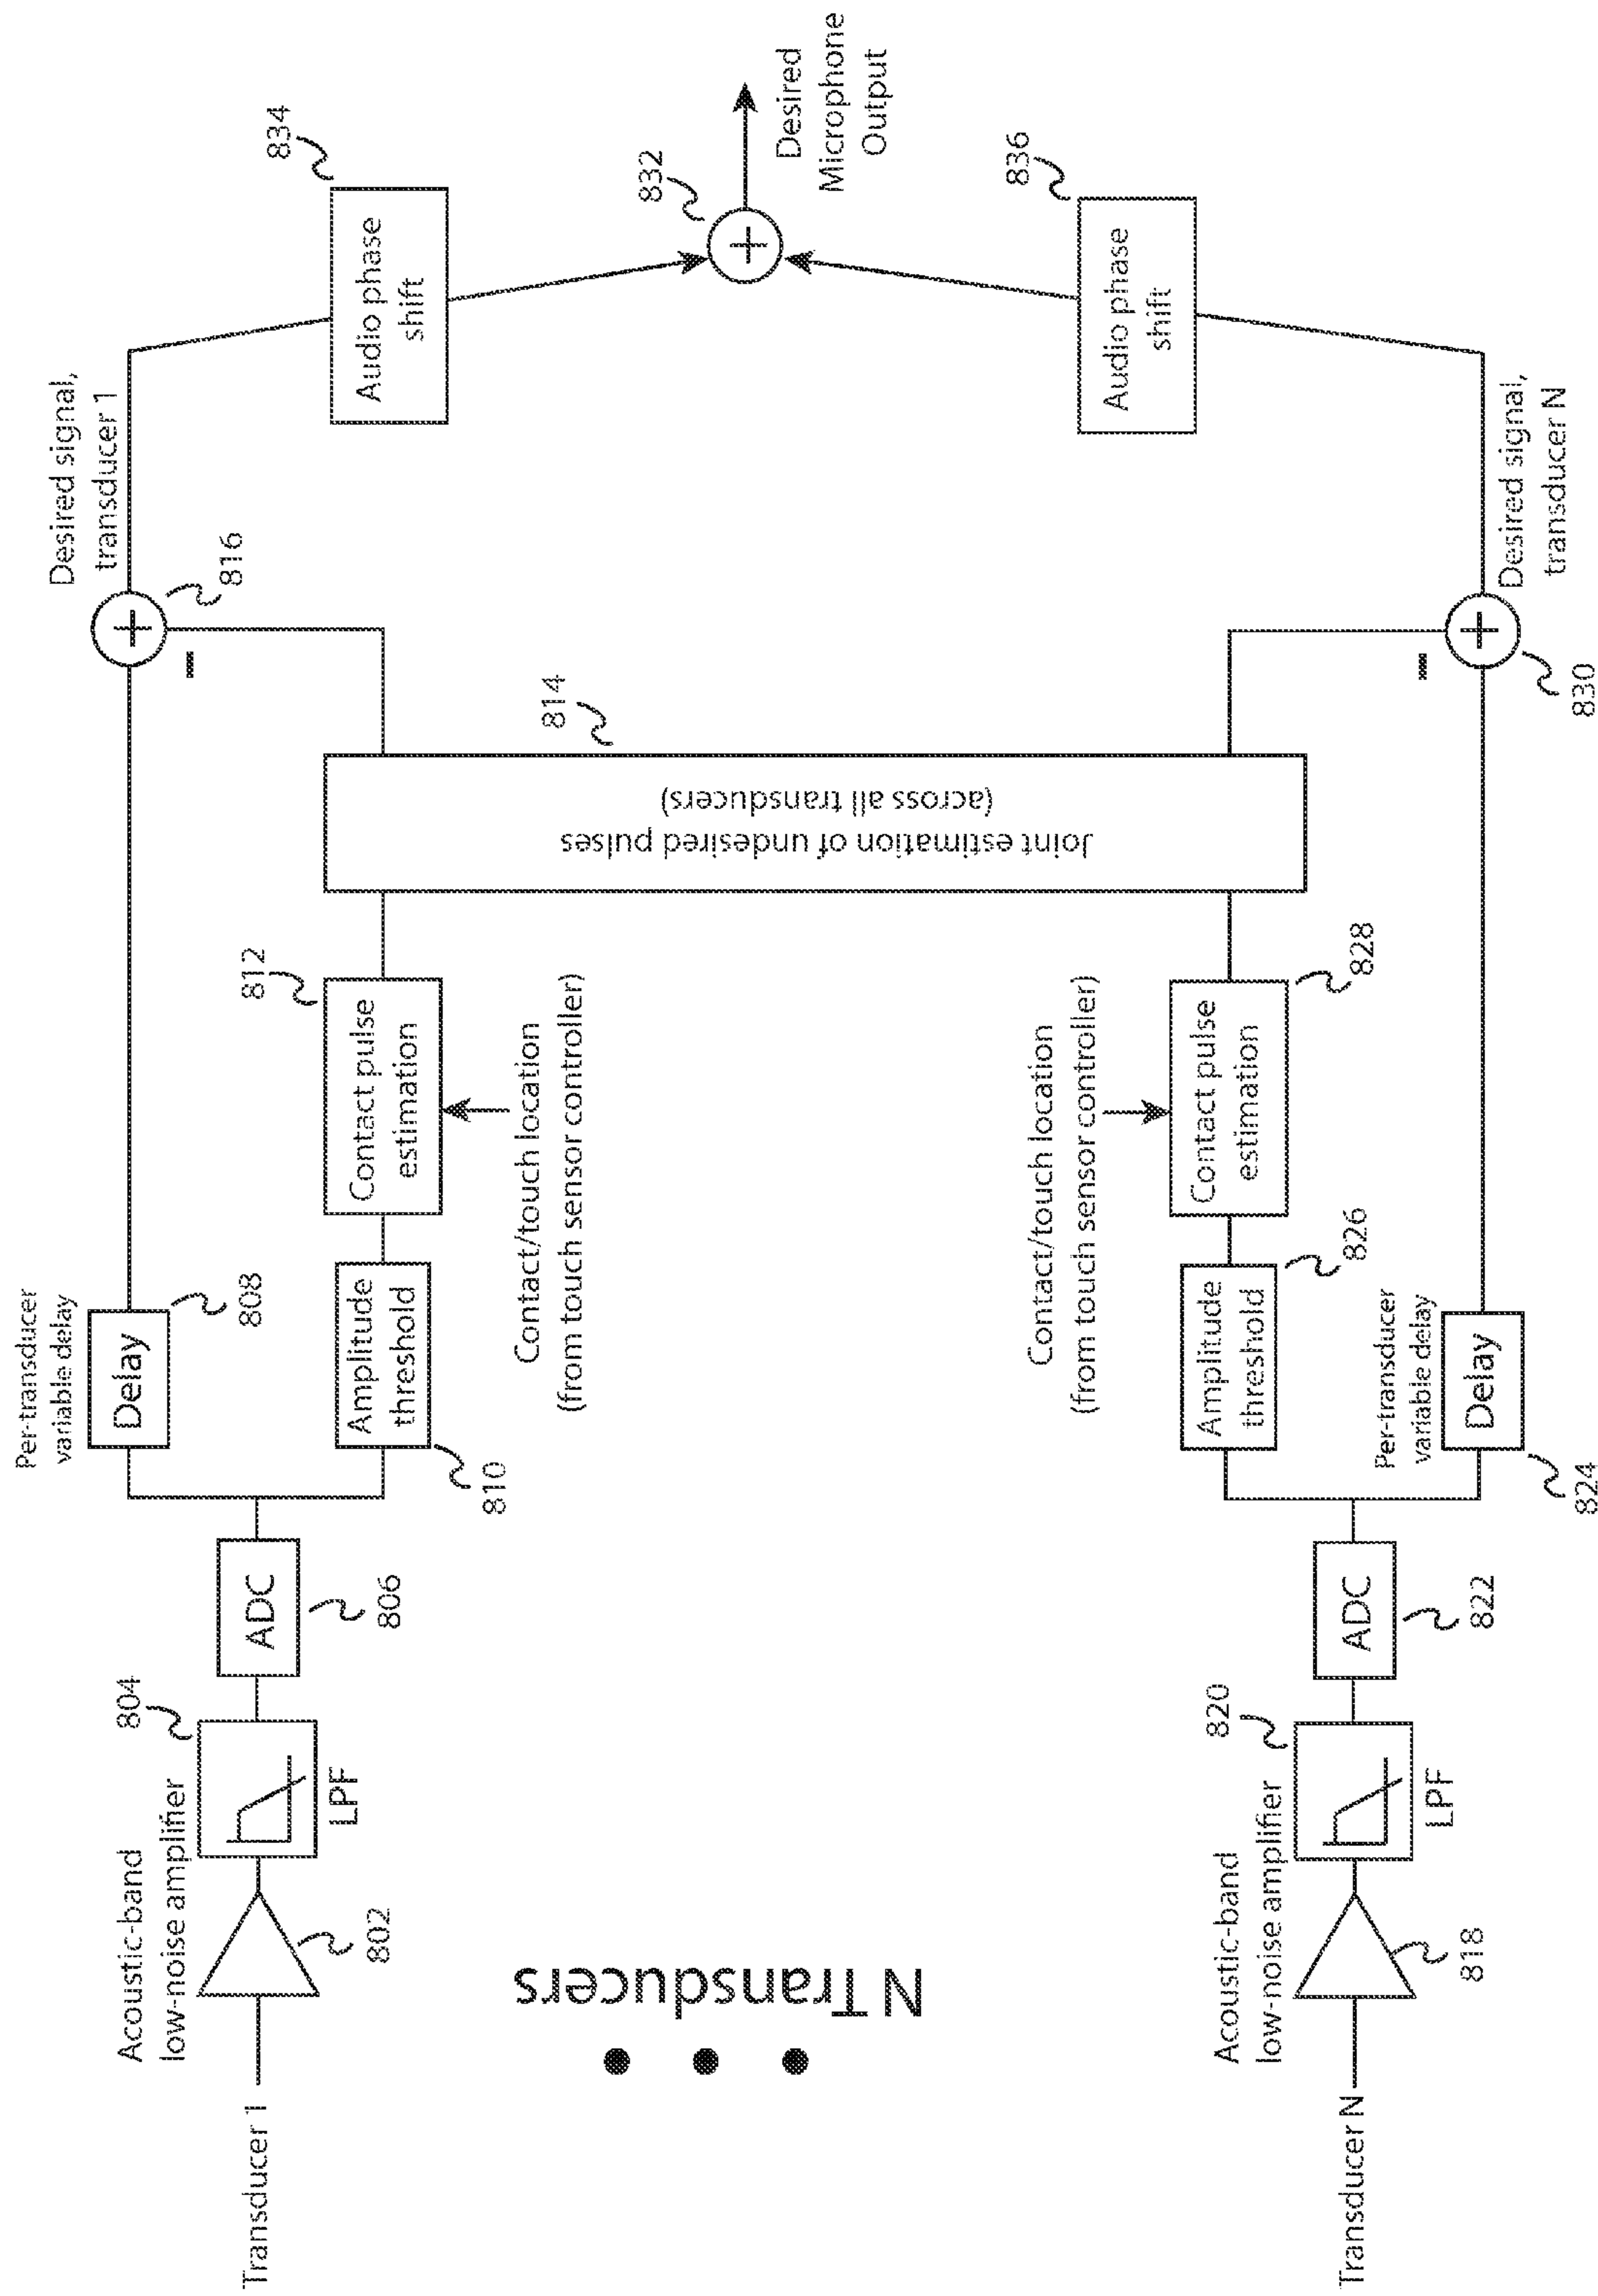 Transducer 1
Acoustic-band
low-noise amplifier
802
804
LPF
ADC
806
Per-transducer
variable delay
Delay
808
Amplitude
threshold
810
Contact pulse
estimation
812
Contact/touch location
(from touch sensor controller)
Joint estimation of undesired pulses
(across all transducers)
814
816
Desired signal,
transducer 1
Audio phase
shift
834
832
Desired
Microphone
Output
N Transducers
Transducer N
Acoustic-band
low-noise amplifier
818
820
LPF
ADC
822
Amplitude
threshold
826
Per-transducer
variable delay
Delay
824
Contact/touch location
(from touch sensor controller)
Contact pulse
estimation
828
830
Desired signal,
transducer N
Audio phase
shift
836